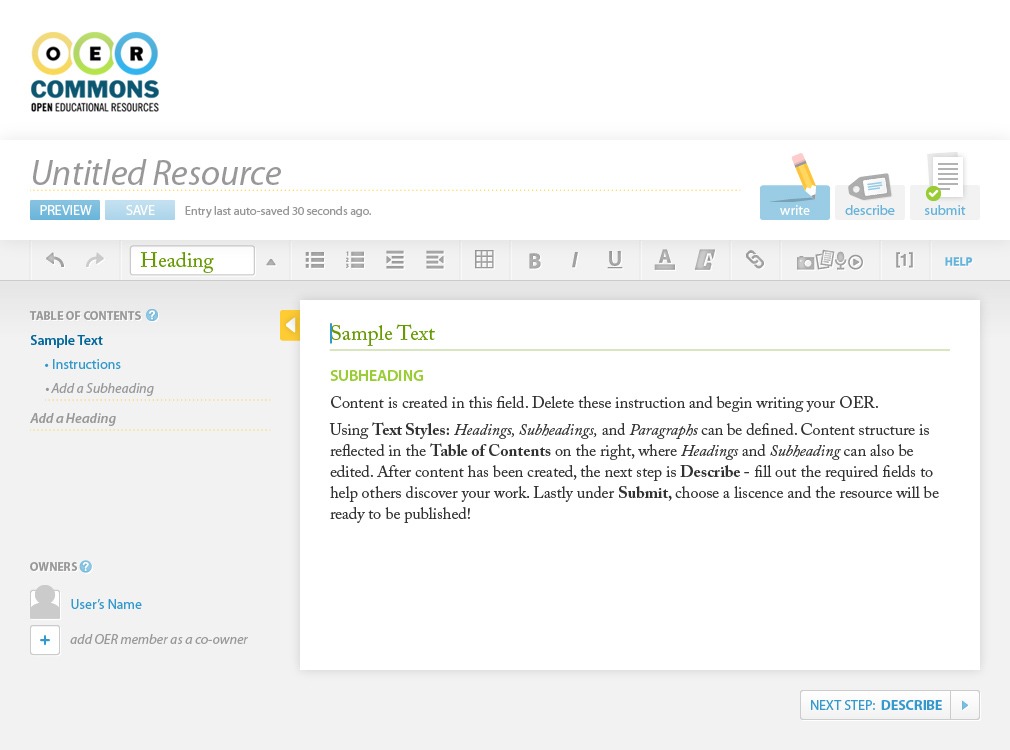 O E R
COMMONS
OPEN EDUCATIONAL RESOURCES
Untitled Resource
PREVIEW SAVE Entry last auto-saved 30 seconds ago.
write describe submit
Heading B I U A A [1] HELP
TABLE OF CONTENTS ?
Sample Text
• Instructions
• Add a Subheading
Add a Heading
OWNERS ?
User's Name
+ add OER member as a co-owner
Sample Text
SUBHEADING
Content is created in this field. Delete these instruction and begin writing your OER.
Using Text Styles: Headings, Subheadings, and Paragraphs can be defined. Content structure is
reflected in the Table of Contents on the right, where Headings and Subheading can also be
edited. After content has been created, the next step is Describe - fill out the required fields to
help others discover your work. Lastly under Submit, choose a liscence and the resource will be
ready to be published!
NEXT STEP: DESCRIBE